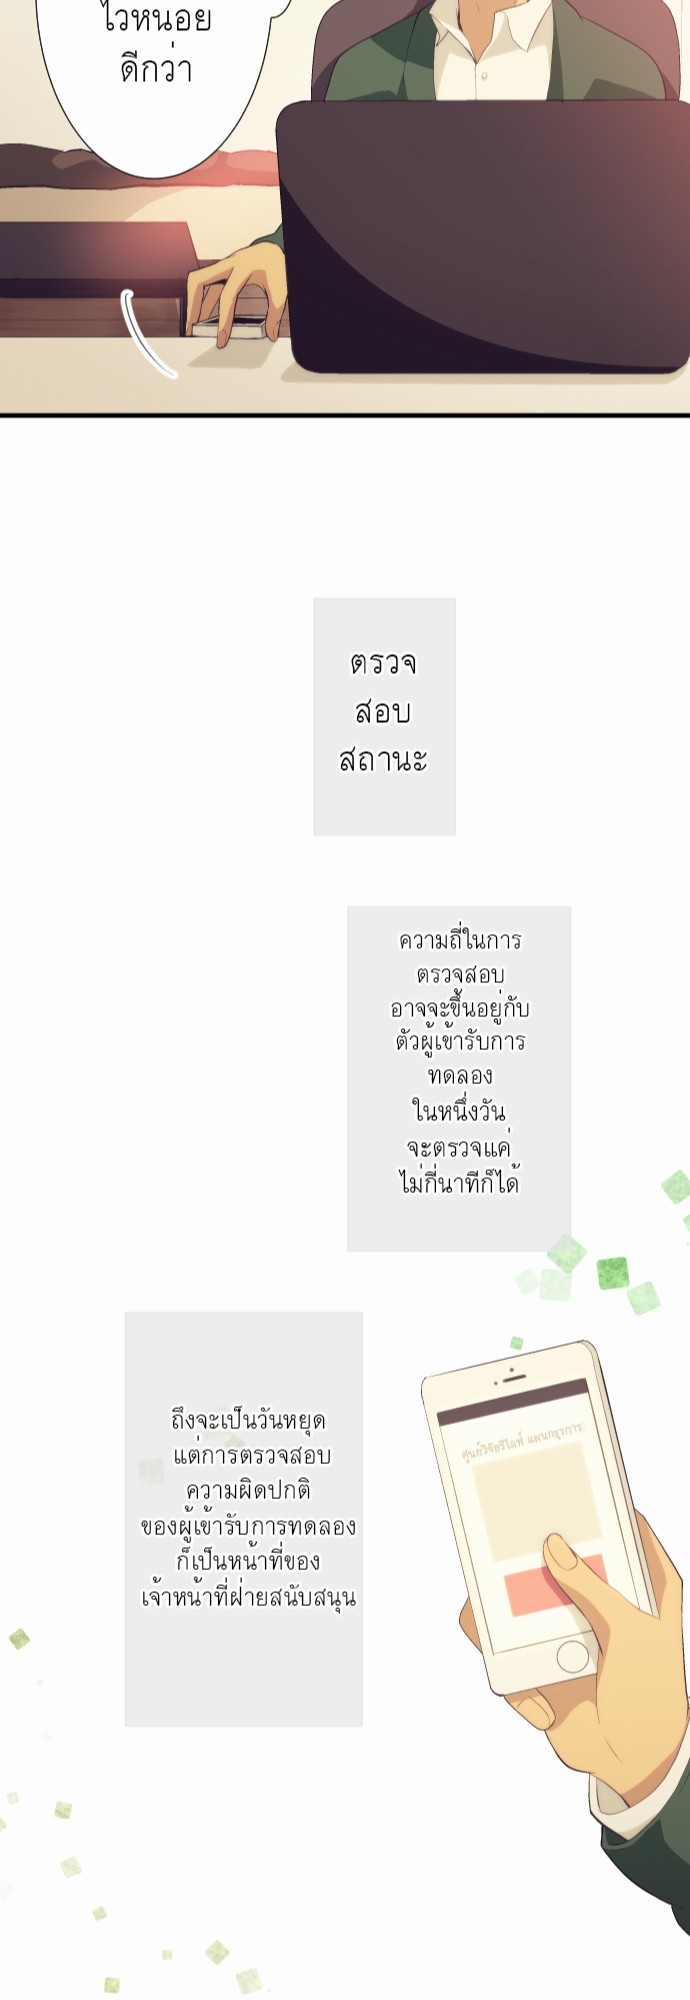 ไว้หน่อย
ดีกว่า
ตรวจ
สอบ
สถานะ
ความถี่ในการ
ตรวจสอบ
อาจจะขึ้นอยู่กับ
ตัวผู้เข้ารับการ
ทดลอง
ในหนึ่งวัน
จะตรวจแค่
ไม่กี่นาทีก็ได้
ถึงจะเป็นวันหยุด
แต่การตรวจสอบ
ความผิดปกติ
ของผู้เข้ารับการทดลอง
ก็เป็นหน้าที่ของ
เจ้าหน้าที่ฝ่ายสนับสนุน
ศูนย์วิจัยรีไลฟ์ แผนกธุรการ